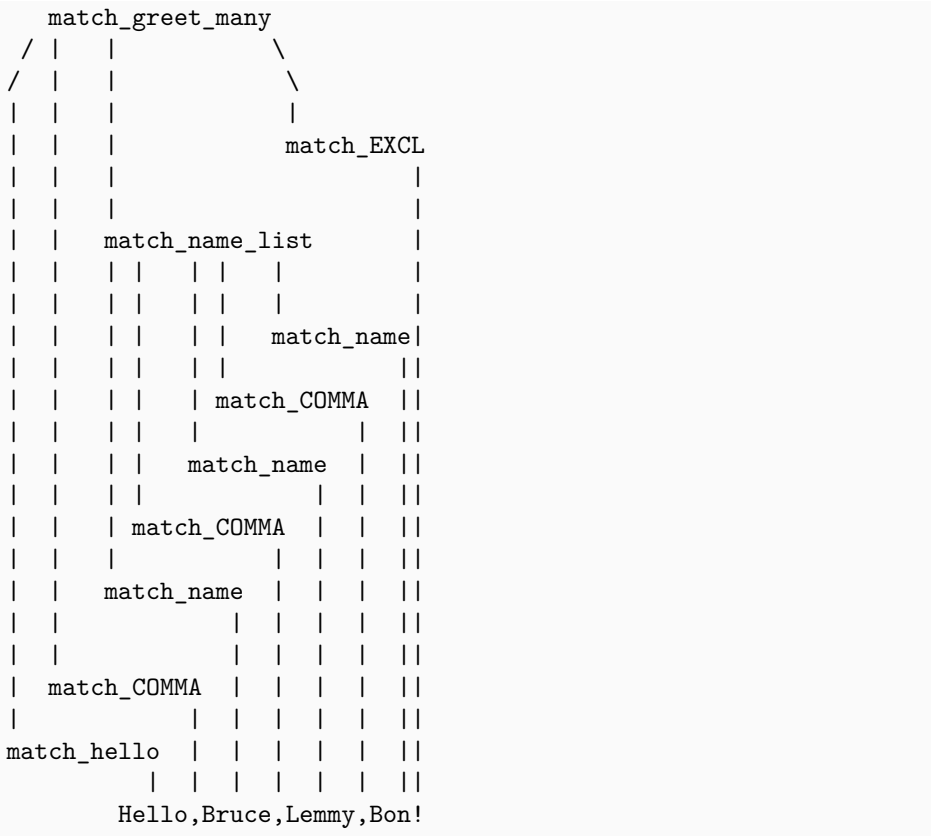 match_greet_many
 / |   |           \
/  |   |            \
|  |   |            |
|  |   |            match_EXCL
|  |   |                     |
|  |   |                     |
|  |   match_name_list       |
|  |   | |   | |   |         |
|  |   | |   | |   |         |
|  |   | |   | |   match_name|
|  |   | |   | |            ||
|  |   | |   | match_COMMA  ||
|  |   | |   |           |  ||
|  |   | |   match_name  |  ||
|  |   | |            |  |  ||
|  |   | match_COMMA  |  |  ||
|  |   |           |  |  |  ||
|  |   match_name  |  |  |  ||
|  |            |  |  |  |  ||
|  |            |  |  |  |  ||
|  match_COMMA  |  |  |  |  ||
|            |  |  |  |  |  ||
match_hello  |  |  |  |  |  ||
          |  |  |  |  |  |  ||
        Hello,Bruce,Lemmy,Bon!